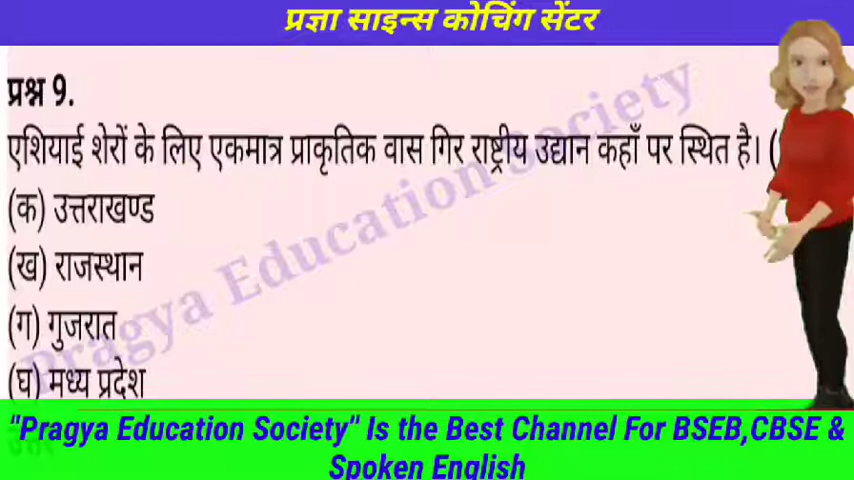 प्रज्ञा साइन्स कोचिंग सेंटर
प्रश्न 9.
एशियाई शेरों के लिए एकमात्र प्राकृतिक वास गिर राष्ट्रीय उद्यान कहाँ पर स्थित है। (
(क) उत्तराखण्ड
(ख) राजस्थान
(ग) गुजरात
(घ) मध्य प्रदेश
Pragya Education Society
"Pragya Education Society" Is the Best Channel For BSEB,CBSE &
Spoken English